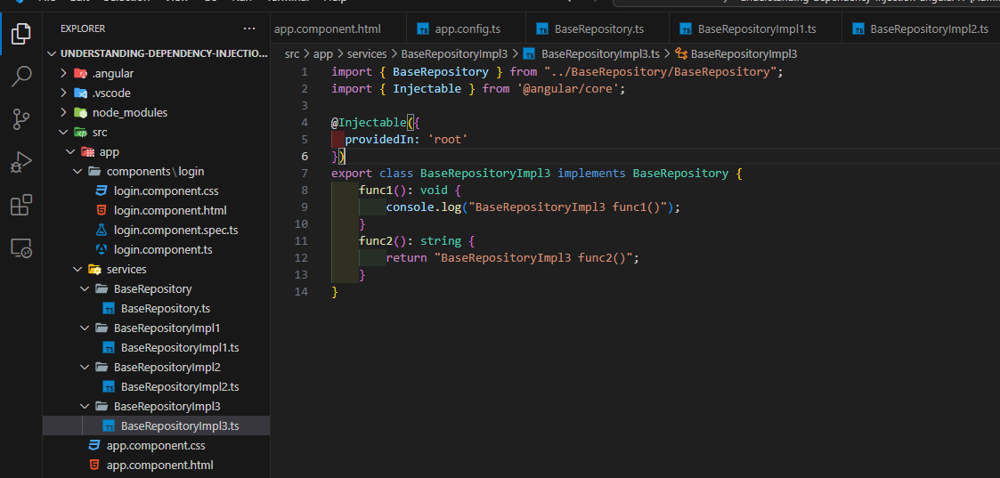 EXPLORER
UNDERSTANDING-DEPENDENCY-INJECTIO...
.angular
.vscode
node_modules
src
app
components\login
login.component.css
login.component.html
login.component.spec.ts
login.component.ts
services
BaseRepository
BaseRepository.ts
BaseRepositoryImpl1
BaseRepositoryImpl1.ts
BaseRepositoryImpl2
BaseRepositoryImpl2.ts
BaseRepositoryImpl3
BaseRepositoryImpl3.ts
app.component.css
app.component.html
app.component.html app.config.ts BaseRepository.ts BaseRepositoryImpl1.ts BaseRepositoryImpl2.ts
src > app > services > BaseRepositoryImpl3 > BaseRepositoryImpl3.ts > BaseRepositoryImpl3
1 import { BaseRepository } from "../BaseRepository/BaseRepository";
2 import { Injectable } from '@angular/core';
3
4 @Injectable({
5 providedIn: 'root'
6 })
7 export class BaseRepositoryImpl3 implements BaseRepository {
8 func1(): void {
9 console.log("BaseRepositoryImpl3 func1()");
10 }
11 func2(): string {
12 return "BaseRepositoryImpl3 func2()";
13 }
14 }